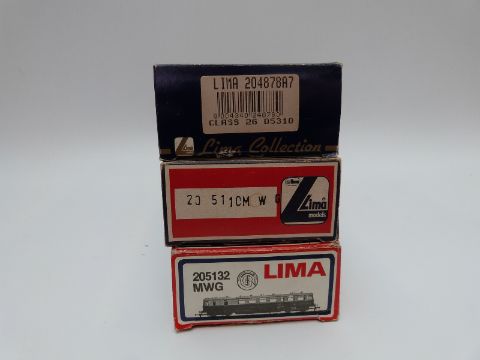 LIMA 204878A7
CLASS 26 D5310
Lima Collection
20 5110M W G
Lima
models
205132
MWG
LIMA